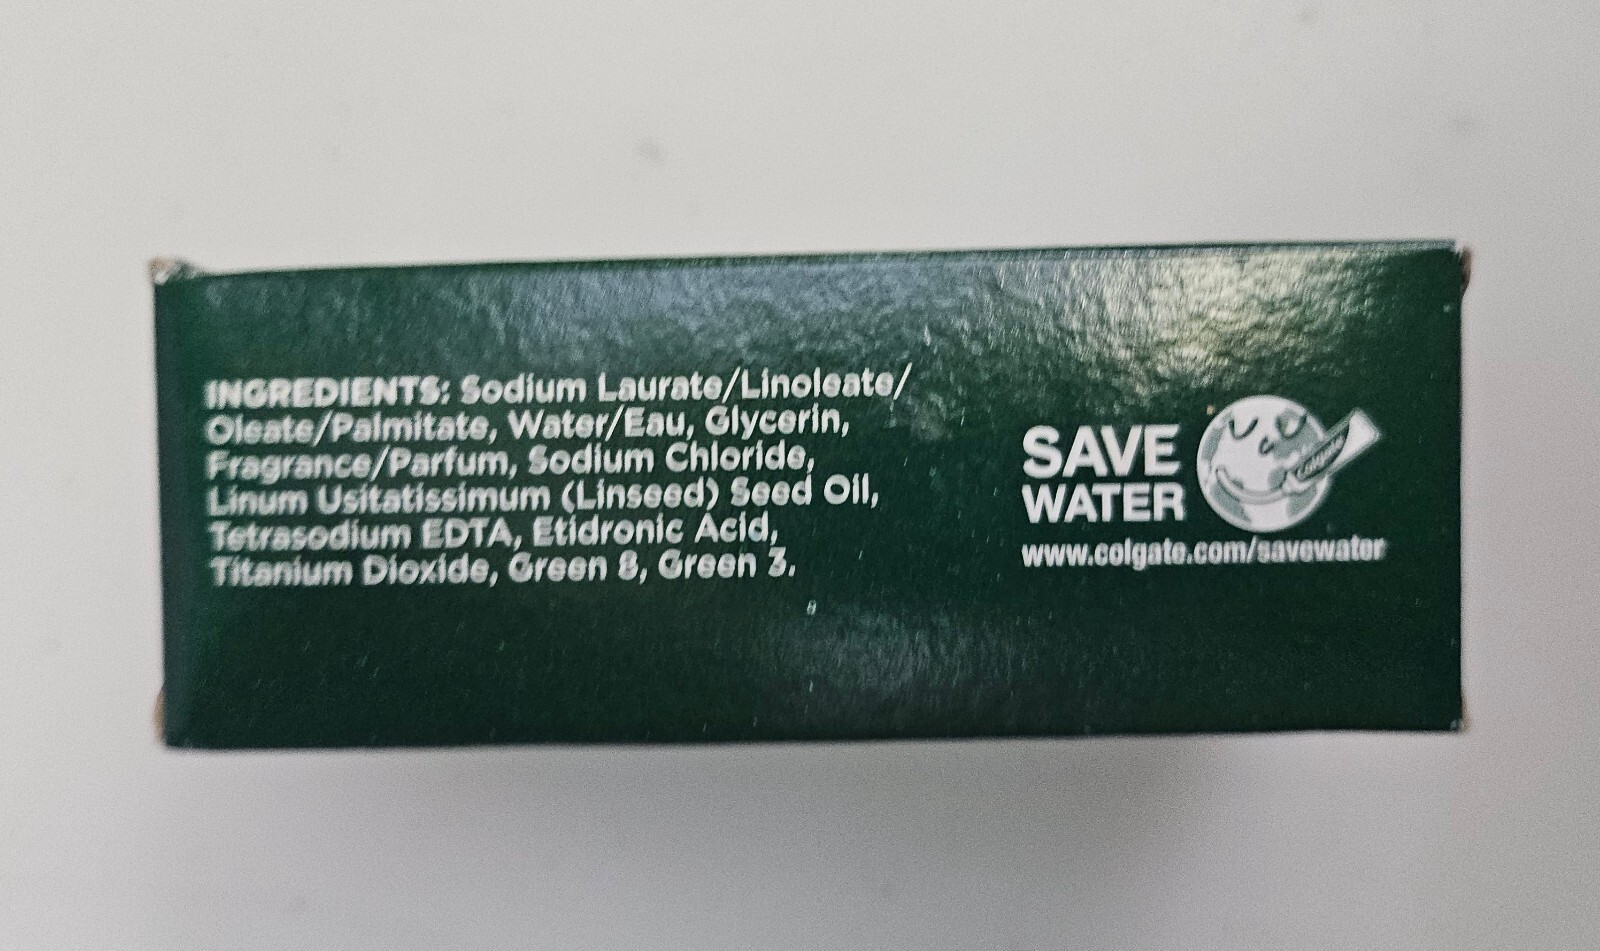 INGREDIENTS: Sodium Laurate/Linoleate/
Oleate/Palmitate, Water/Eau, Glycerin,
Fragrance/Parfum, Sodium Chloride,
Linum Usitatissimum (Linseed) Seed Oil,
Tetrasodium EDTA, Etidronic Acid,
Titanium Dioxide, Green 8, Green 3.
SAVE
WATER
Colgate
www.colgate.com/savewater